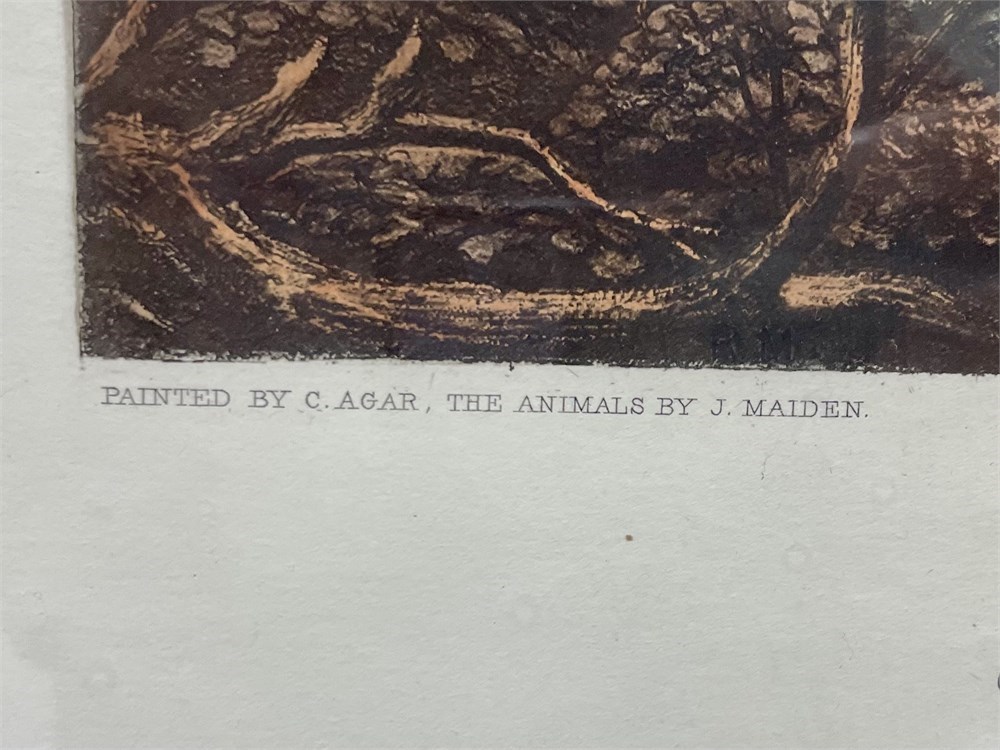 PAINTED BY C. AGAR, THE ANIMALS BY J. MAIDEN.